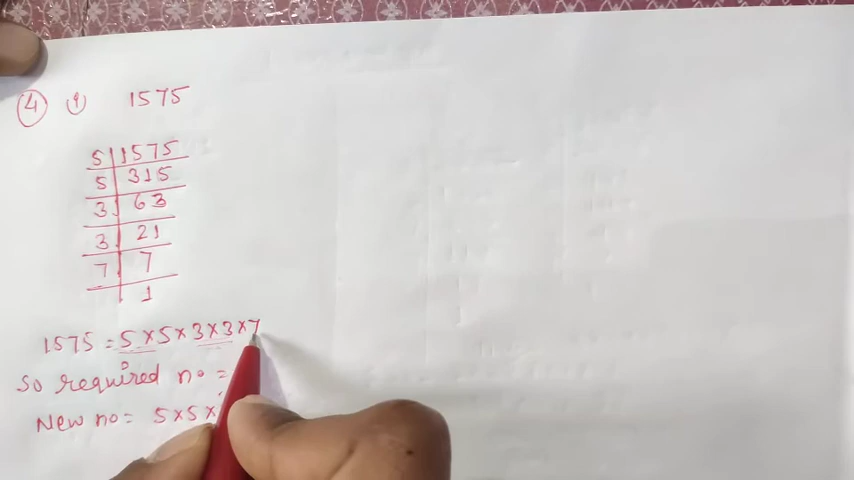 4 1 1575
5 1575
5 315
3 63
3 21
7 7
1
1575 = 5×5×3×3×7
So required no =
New no = 5×5×